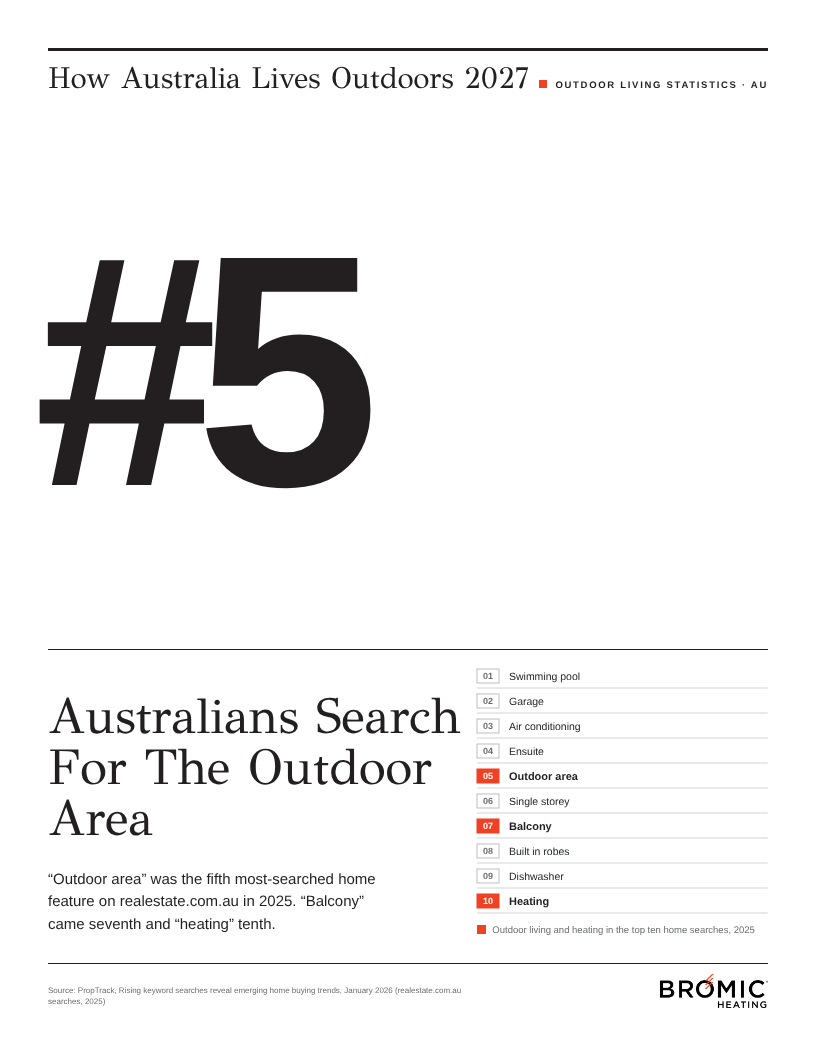 How Australia Lives Outdoors 2027
OUTDOOR LIVING STATISTICS · AU
#5
Australians Search
For The Outdoor
Area
“Outdoor area” was the fifth most-searched home
feature on realestate.com.au in 2025. “Balcony”
came seventh and “heating” tenth.
01 Swimming pool
02 Garage
03 Air conditioning
04 Ensuite
05 Outdoor area
06 Single storey
07 Balcony
08 Built in robes
09 Dishwasher
10 Heating
Outdoor living and heating in the top ten home searches, 2025
Source: PropTrack, Rising keyword searches reveal emerging home buying trends, January 2026 (realestate.com.au
searches, 2025)
BROMIC
HEATING